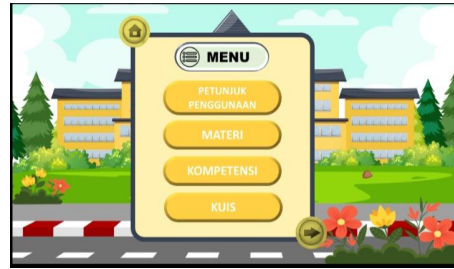 MENU
PETUNJUK
PENGGUNAAN
MATERI
KOMPETENSI
KUIS